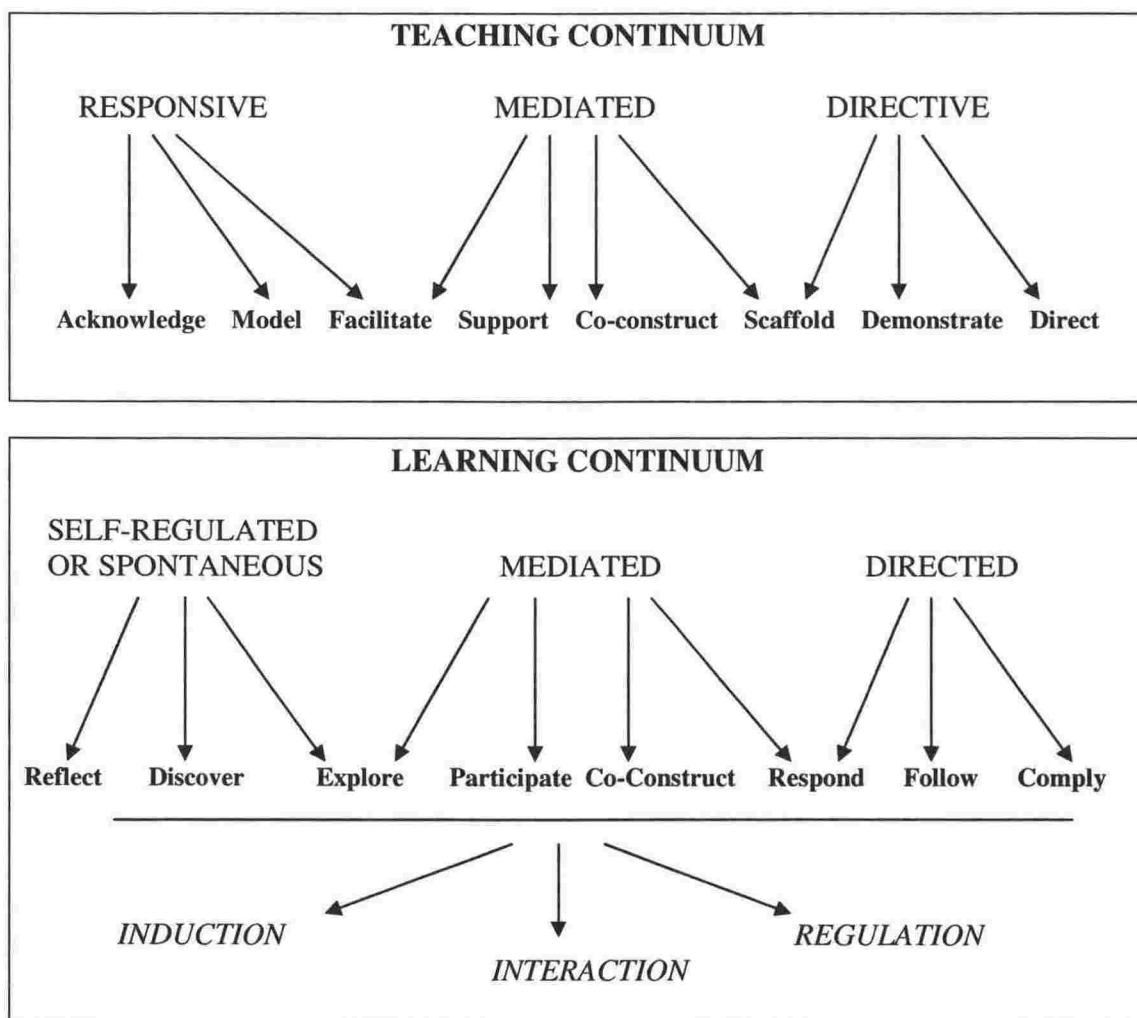 TEACHING CONTINUUM
RESPONSIVE MEDIATED DIRECTIVE
Acknowledge Model Facilitate Support Co-construct Scaffold Demonstrate Direct
LEARNING CONTINUUM
SELF-REGULATED
OR SPONTANEOUS MEDIATED DIRECTED
Reflect Discover Explore Participate Co-Construct Respond Follow Comply
INDUCTION REGULATION
INTERACTION